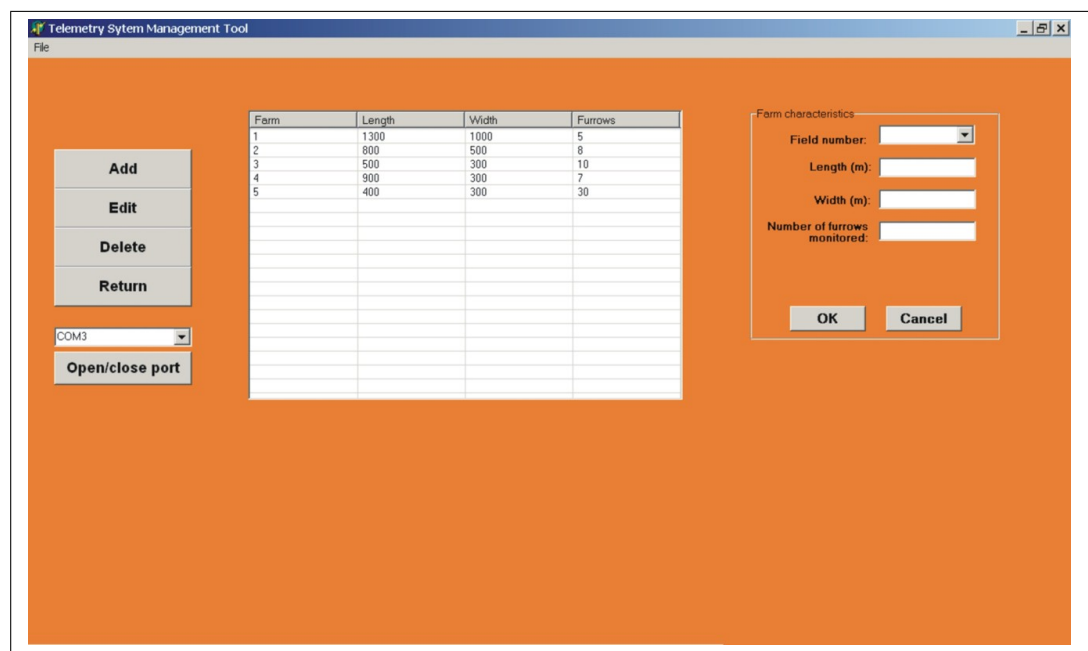 Telemetry Sytem Management Tool
File
Add
Edit
Delete
Return
COM3
Open/close port
Farm Length Width Furrows
1 1300 1000 5
2 800 500 8
3 500 300 10
4 900 300 7
5 400 300 30
Farm characteristics
Field number:
Length (m):
Width (m):
Number of furrows
monitored:
OK Cancel